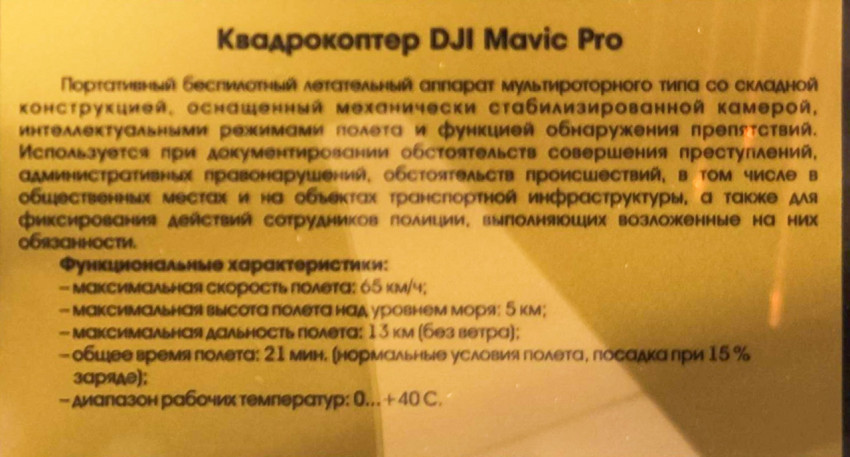 Квадрокоптер DJI Mavic Pro
Портативный беспилотный летательный аппарат мультироторного типа со складной
конструкцией, оснащенный механически стабилизированной камерой,
интеллектуальными режимами полета и функцией обнаружения препятствий.
Используется при документировании обстоятельств совершения преступлений,
административных правонарушений, обстоятельств происшествий, в том числе в
общественных местах и на объектах транспортной инфраструктуры, а также для
фиксирования действий сотрудников полиции, выполняющих возложенные на них
обязанности.
Функциональные характеристики:
– максимальная скорость полета: 65 км/ч;
– максимальная высота полета над уровнем моря: 5 км;
– максимальная дальность полета: 13 км (без ветра);
– общее время полета: 21 мин. (нормальные условия полета, посадка при 15 %
заряде);
– диапазон рабочих температур: 0... +40 С.